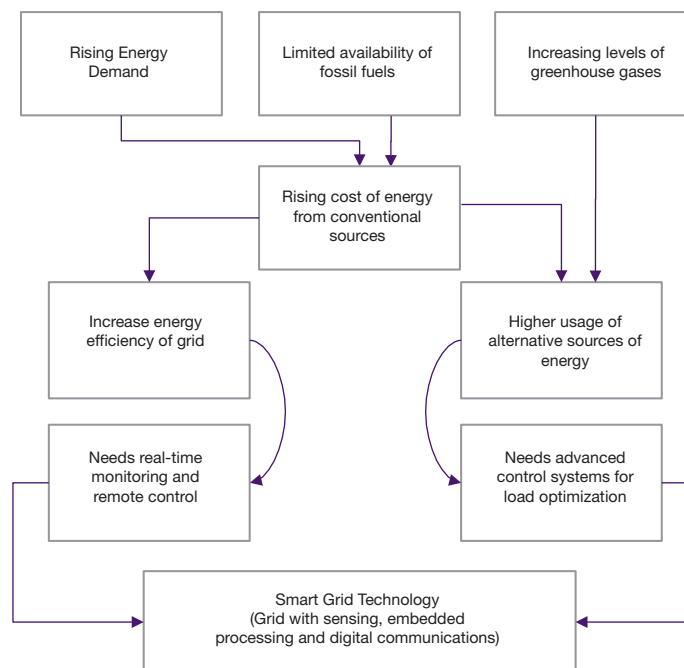 Rising Energy
Demand
Limited availability of
fossil fuels
Increasing levels of
greenhouse gases
Rising cost of energy
from conventional
sources
Increase energy
efficiency of grid
Higher usage of
alternative sources of
energy
Needs real-time
monitoring and
remote control
Needs advanced
control systems for
load optimization
Smart Grid Technology
(Grid with sensing, embedded
processing and digital communications)